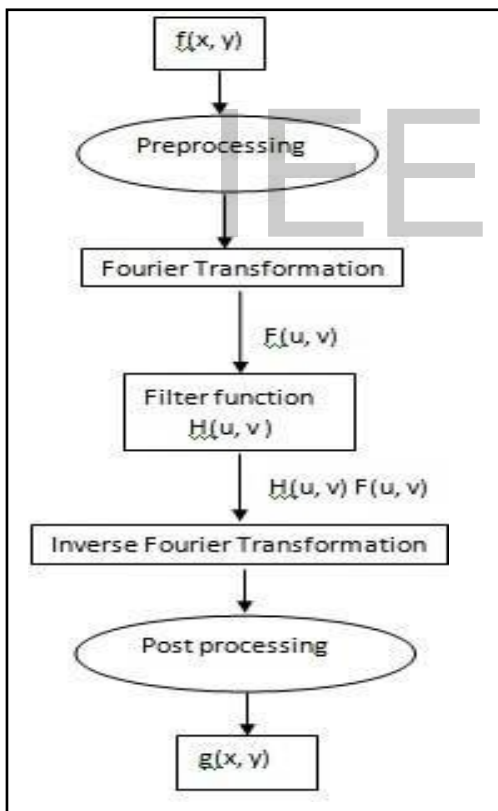 f(x, y)
IEE
Preprocessing
Fourier Transformation
F(u, v)
Filter function
H(u, v )
H(u, v) F(u, v)
Inverse Fourier Transformation
Post processing
g(x, y)